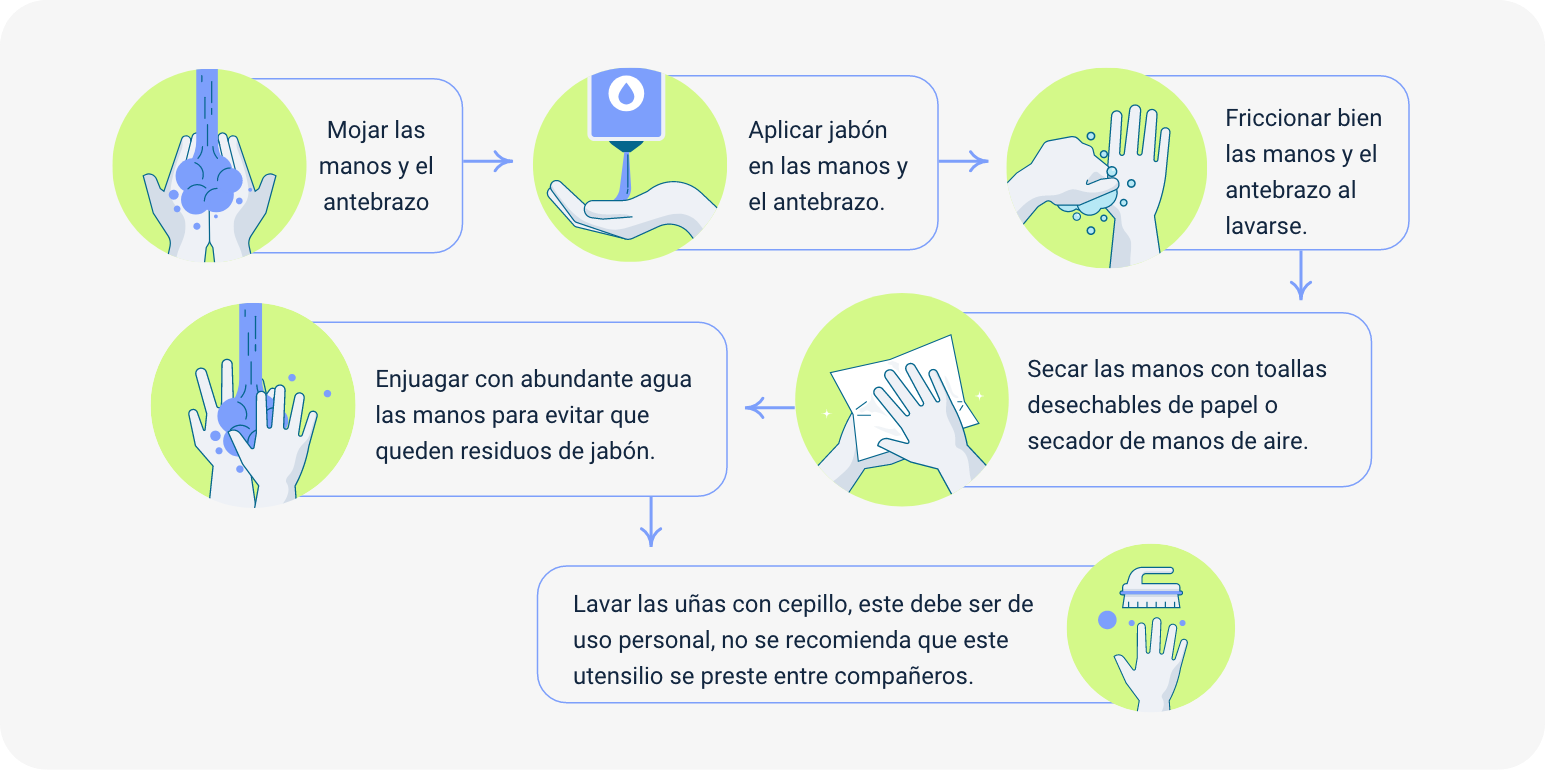 Mojar las
manos y el
antebrazo
Aplicar jabón
en las manos y
el antebrazo.
Friccionar bien
las manos y el
antebrazo al
lavarse.
Secar las manos con toallas
desechables de papel o
secador de manos de aire.
Enjuagar con abundante agua
las manos para evitar que
queden residuos de jabón.
Lavar las uñas con cepillo, este debe ser de
uso personal, no se recomienda que este
utensilio se preste entre compañeros.